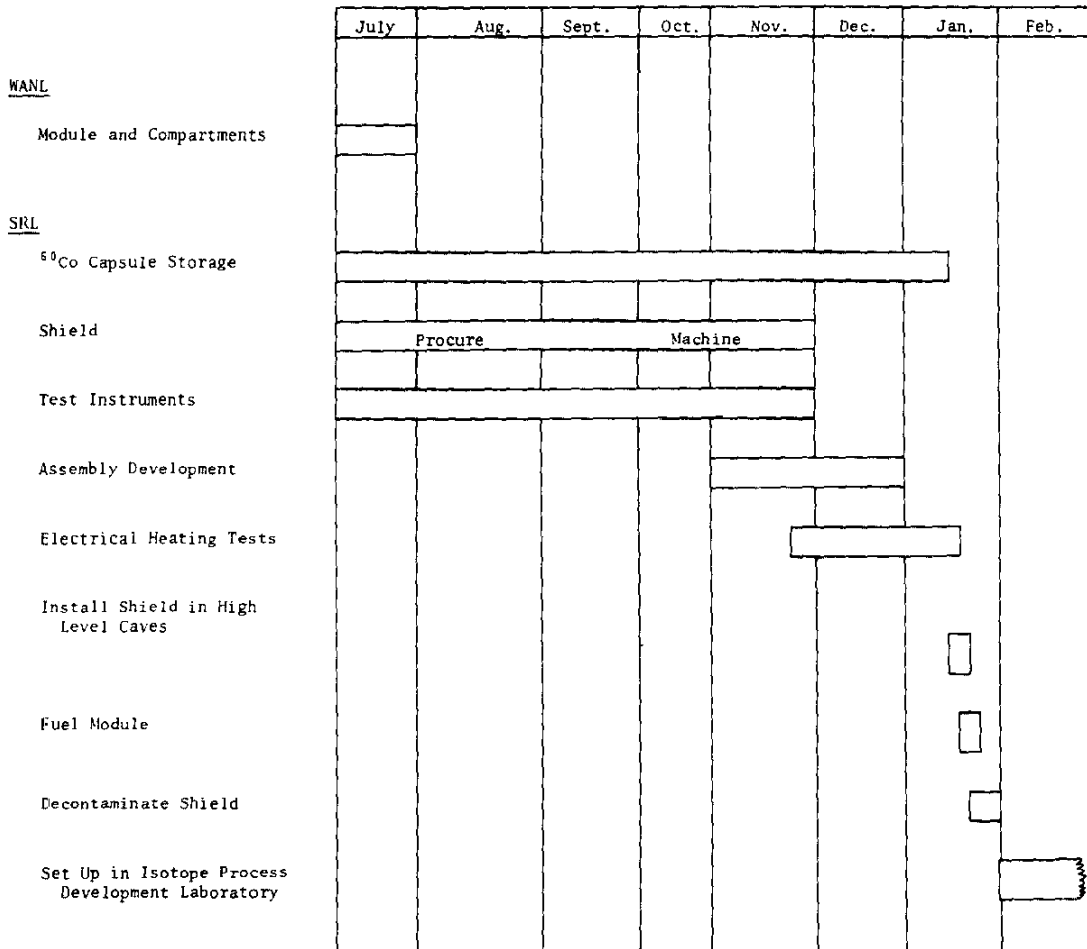 July Aug. Sept. Oct. Nov. Dec. Jan. Feb.
WANL
Module and Compartments
SRL
⁶⁰Co Capsule Storage
Shield
Procure Machine
Test Instruments
Assembly Development
Electrical Heating Tests
Install Shield in High
Level Caves
Fuel Module
Decontaminate Shield
Set Up in Isotope Process
Development Laboratory